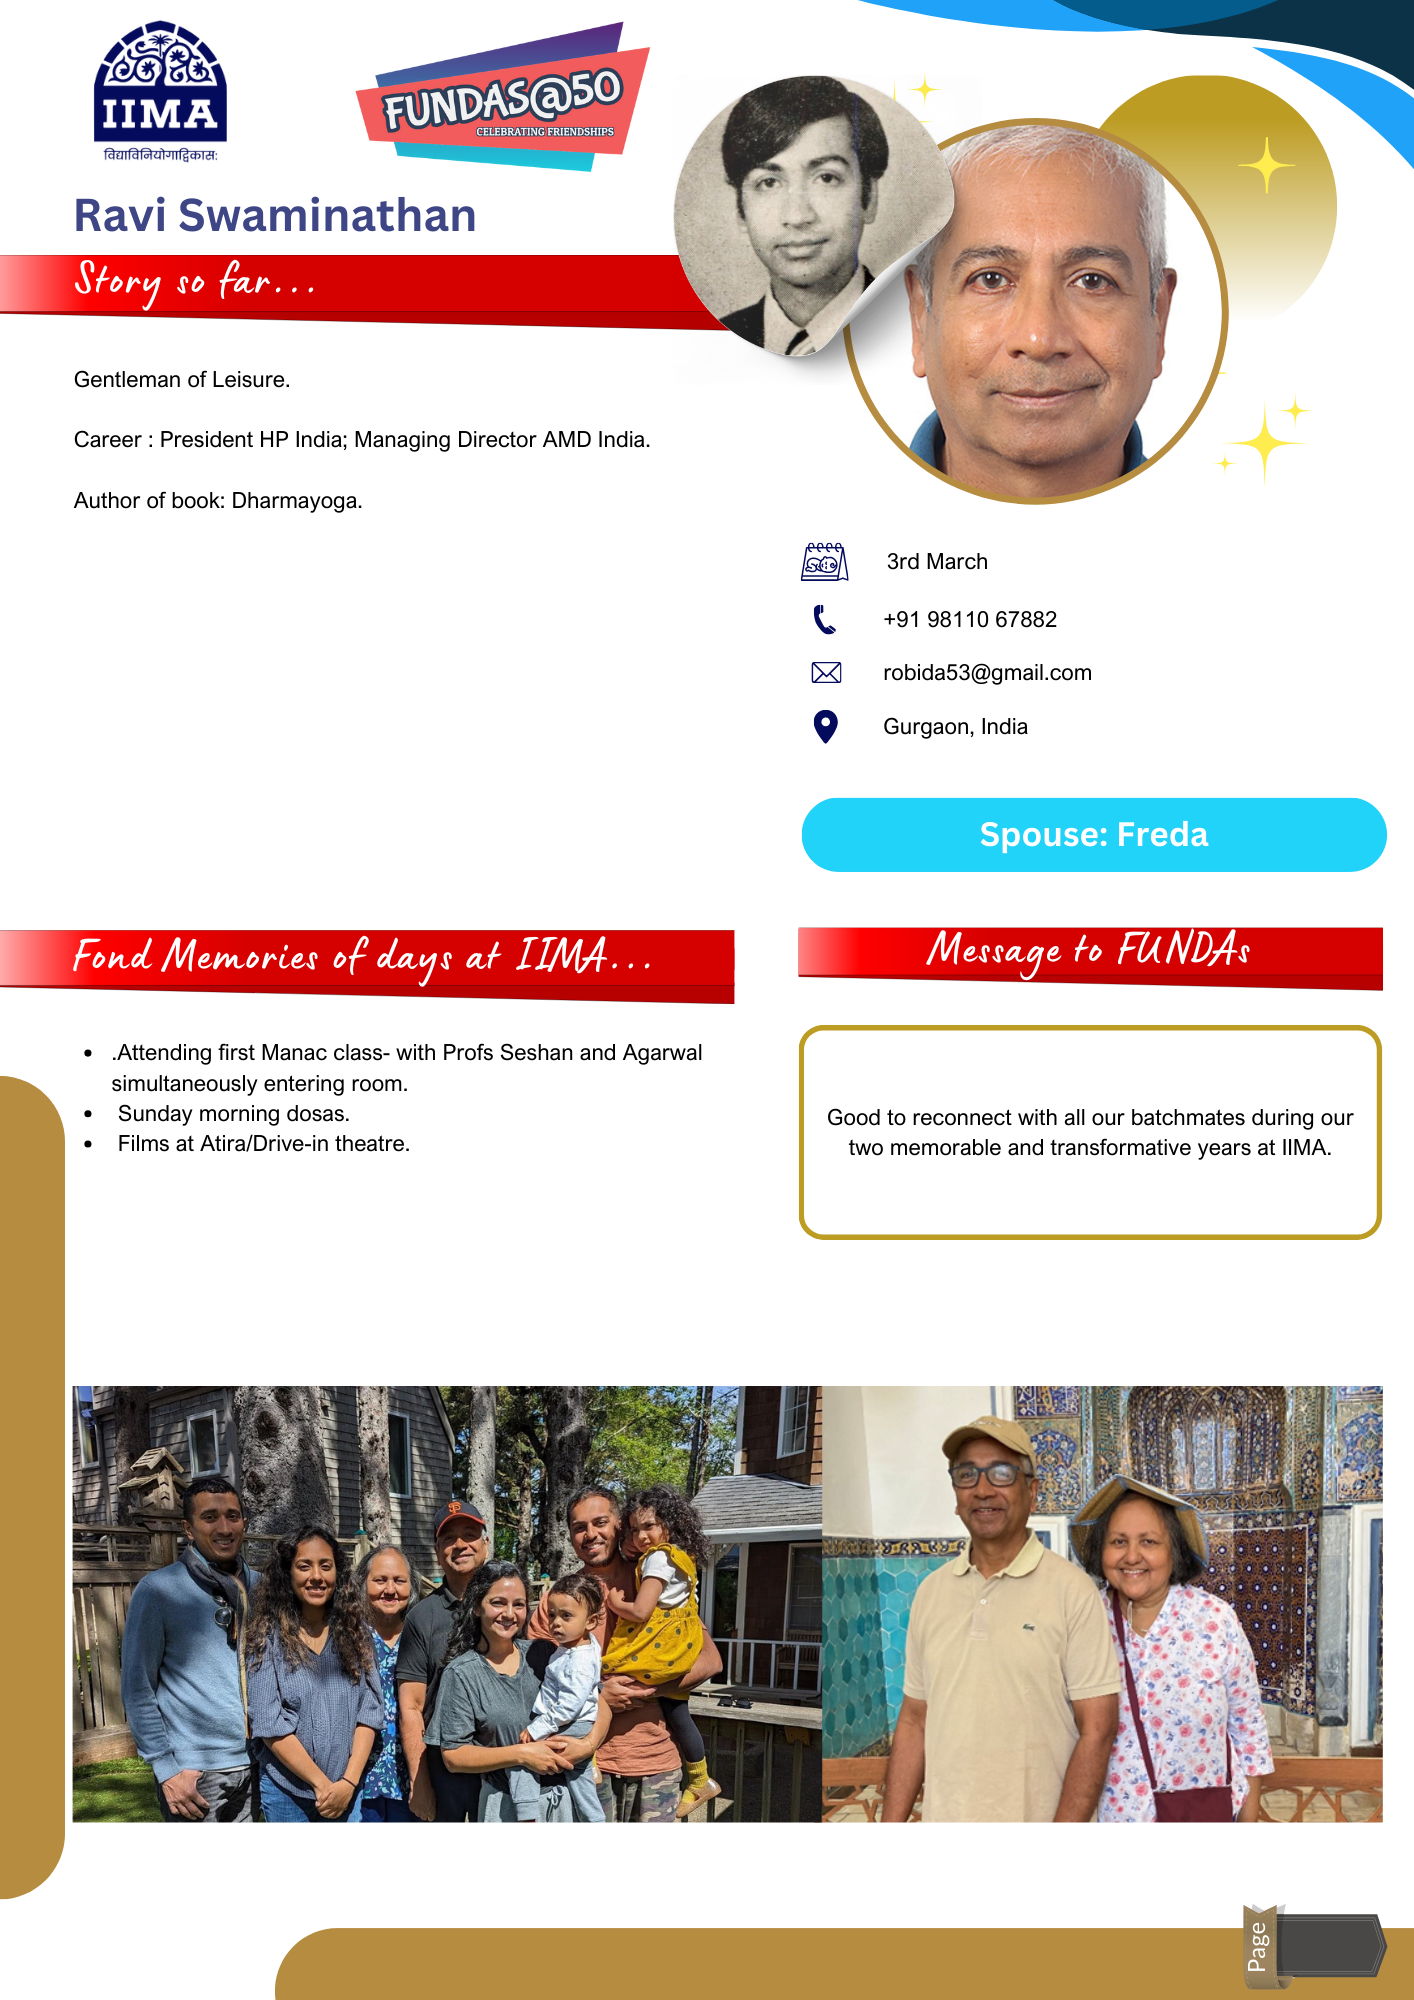 IIMA
विद्याविनियोगाद्विकासः
FUNDAS@50
CELEBRATING FRIENDSHIPS
Ravi Swaminathan
Story so far...
Gentleman of Leisure.
Career : President HP India; Managing Director AMD India.
Author of book: Dharmayoga.
3rd March
+91 98110 67882
robida53@gmail.com
Gurgaon, India
Spouse: Freda
Fond Memories of days at IIMA...
• .Attending first Manac class- with Profs Seshan and Agarwal
simultaneously entering room.
• Sunday morning dosas.
• Films at Atira/Drive-in theatre.
Message to FUNDAs
Good to reconnect with all our batchmates during our
two memorable and transformative years at IIMA.
Page